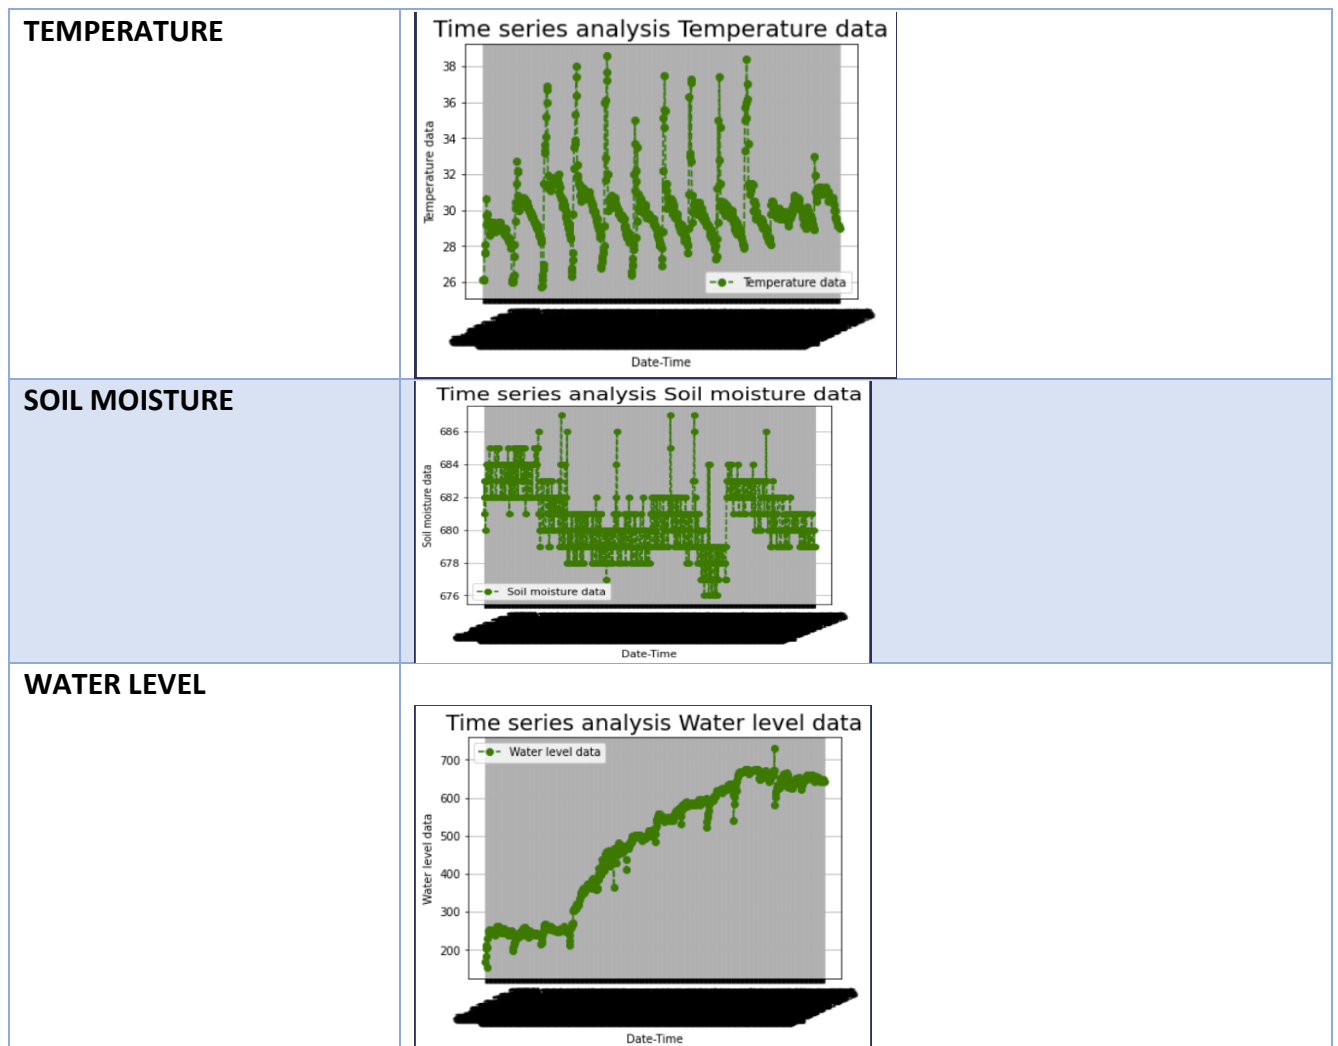 TEMPERATURE
Time series analysis Temperature data
38
36
34
32
30
28
26
Temperature data
Temperature data
Date-Time
SOIL MOISTURE
Time series analysis Soil moisture data
686
684
682
680
678
676
Soil moisture data
Soil moisture data
Date-Time
WATER LEVEL
Time series analysis Water level data
Water level data
700
600
500
400
300
200
Water level data
Date-Time